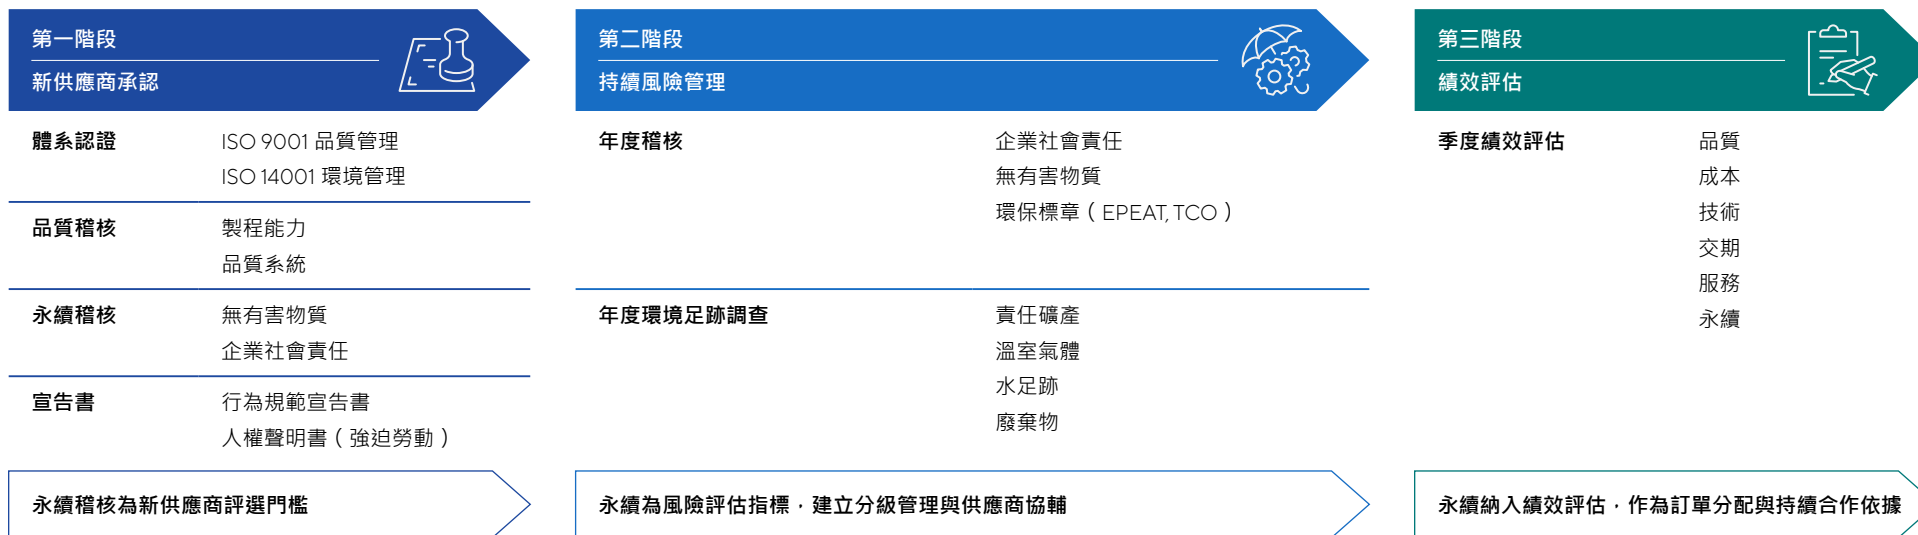 第一階段
新供應商承認
體系認證
ISO 9001 品質管理
ISO 14001 環境管理
品質稽核
製程能力
品質系統
永續稽核
無有害物質
企業社會責任
宣告書
行為規範宣告書
人權聲明書（強迫勞動）
永續稽核為新供應商評選門檻
第二階段
持續風險管理
年度稽核
企業社會責任
無有害物質
環保標章（EPEAT, TCO）
年度環境足跡調查
責任礦產
溫室氣體
水足跡
廢棄物
永續為風險評估指標，建立分級管理與供應商協輔
第三階段
績效評估
季度績效評估
品質
成本
技術
交期
服務
永續
永續納入績效評估，作為訂單分配與持續合作依據